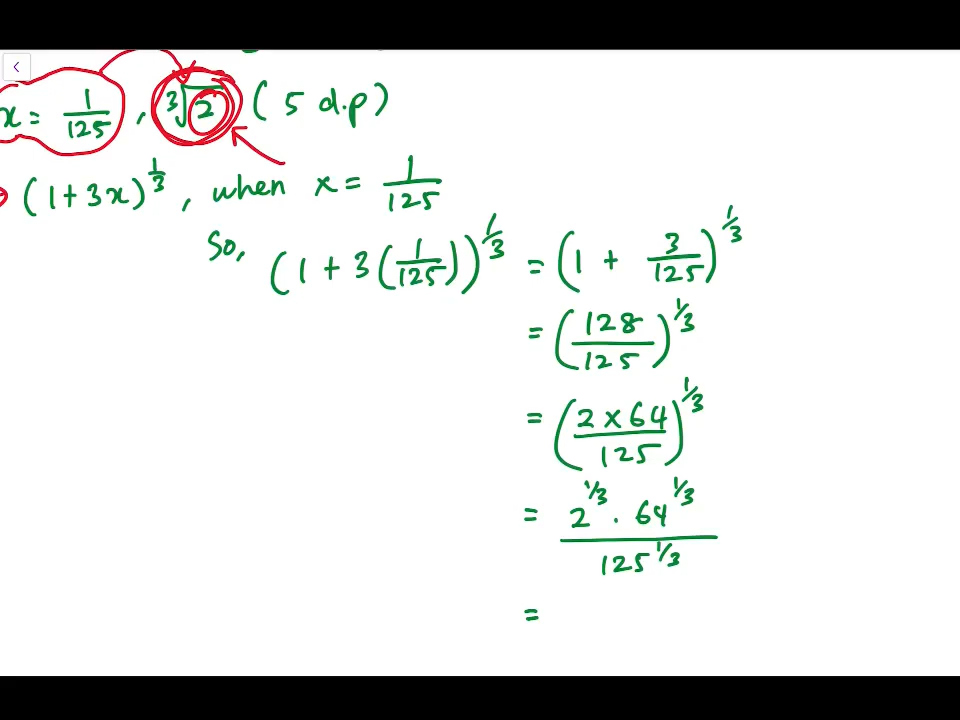 x = 1/125, ∛2 (5 d.p)
(1 + 3x)^1/3, when x = 1/125
So, (1 + 3(1/125))^1/3 = (1 + 3/125)^1/3
= (128/125)^1/3
= (2 × 64/125)^1/3
= 2^1/3 · 64^1/3 / 125^1/3
=